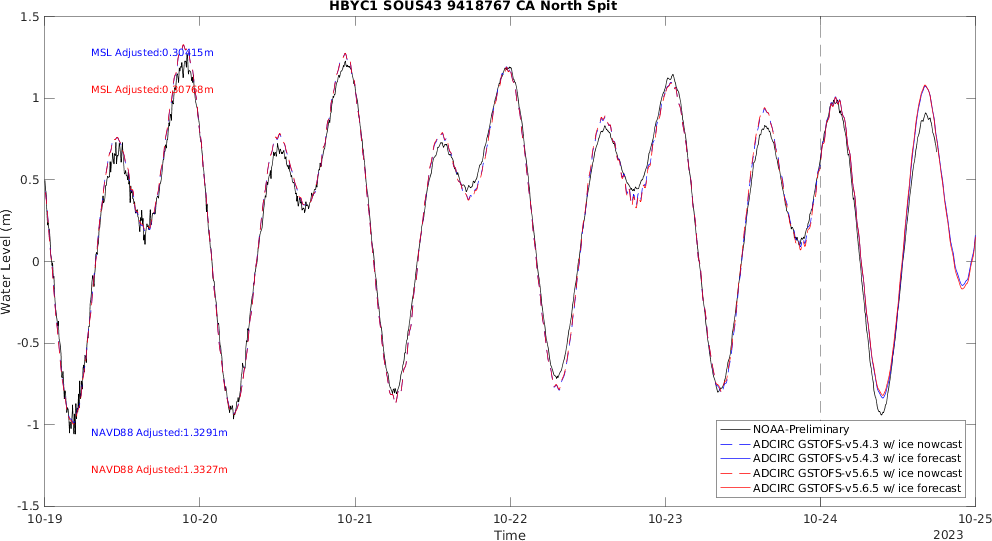 HBYC1 SOUS43 9418767 CA North Spit
MSL Adjusted:0.30415m
MSL Adjusted:0.30768m
NAVD88 Adjusted:1.3291m
NAVD88 Adjusted:1.3327m
Water Level (m)
1.5
1
0.5
0
-0.5
-1
-1.5
NOAA-Preliminary
ADCIRC GSTOFS-v5.4.3 w/ ice nowcast
ADCIRC GSTOFS-v5.4.3 w/ ice forecast
ADCIRC GSTOFS-v5.6.5 w/ ice nowcast
ADCIRC GSTOFS-v5.6.5 w/ ice forecast
10-19 10-20 10-21 10-22 10-23 10-24 10-25
Time
2023